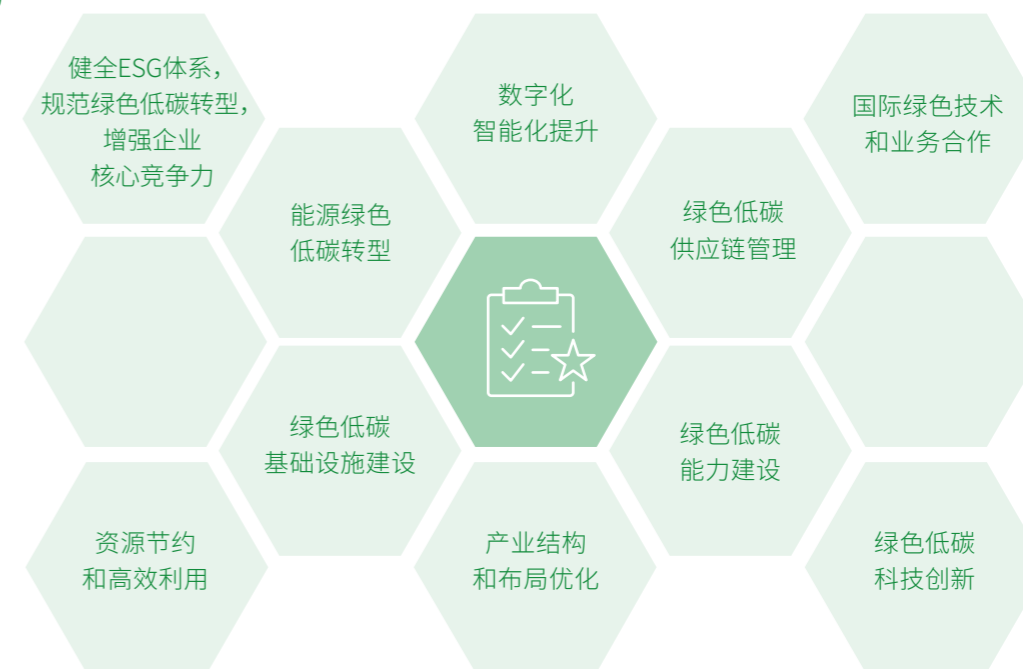 健全ESG体系，
规范绿色低碳转型，
增强企业
核心竞争力
数字化
智能化提升
国际绿色技术
和业务合作
能源绿色
低碳转型
绿色低碳
供应链管理
绿色低碳
基础设施建设
绿色低碳
能力建设
资源节约
和高效利用
产业结构
和布局优化
绿色低碳
科技创新